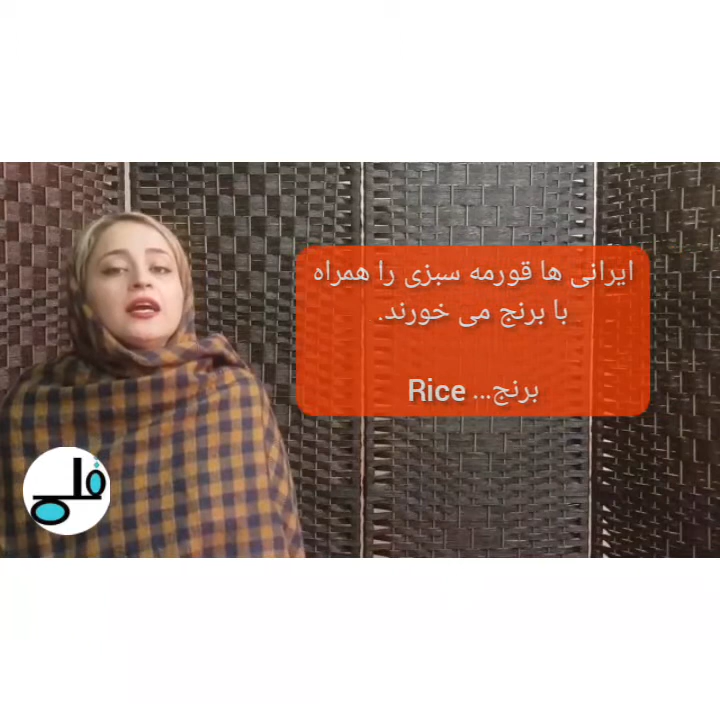 ایرانی ها قورمه سبزی را همراه
با برنج می خورند.
برنج... Rice